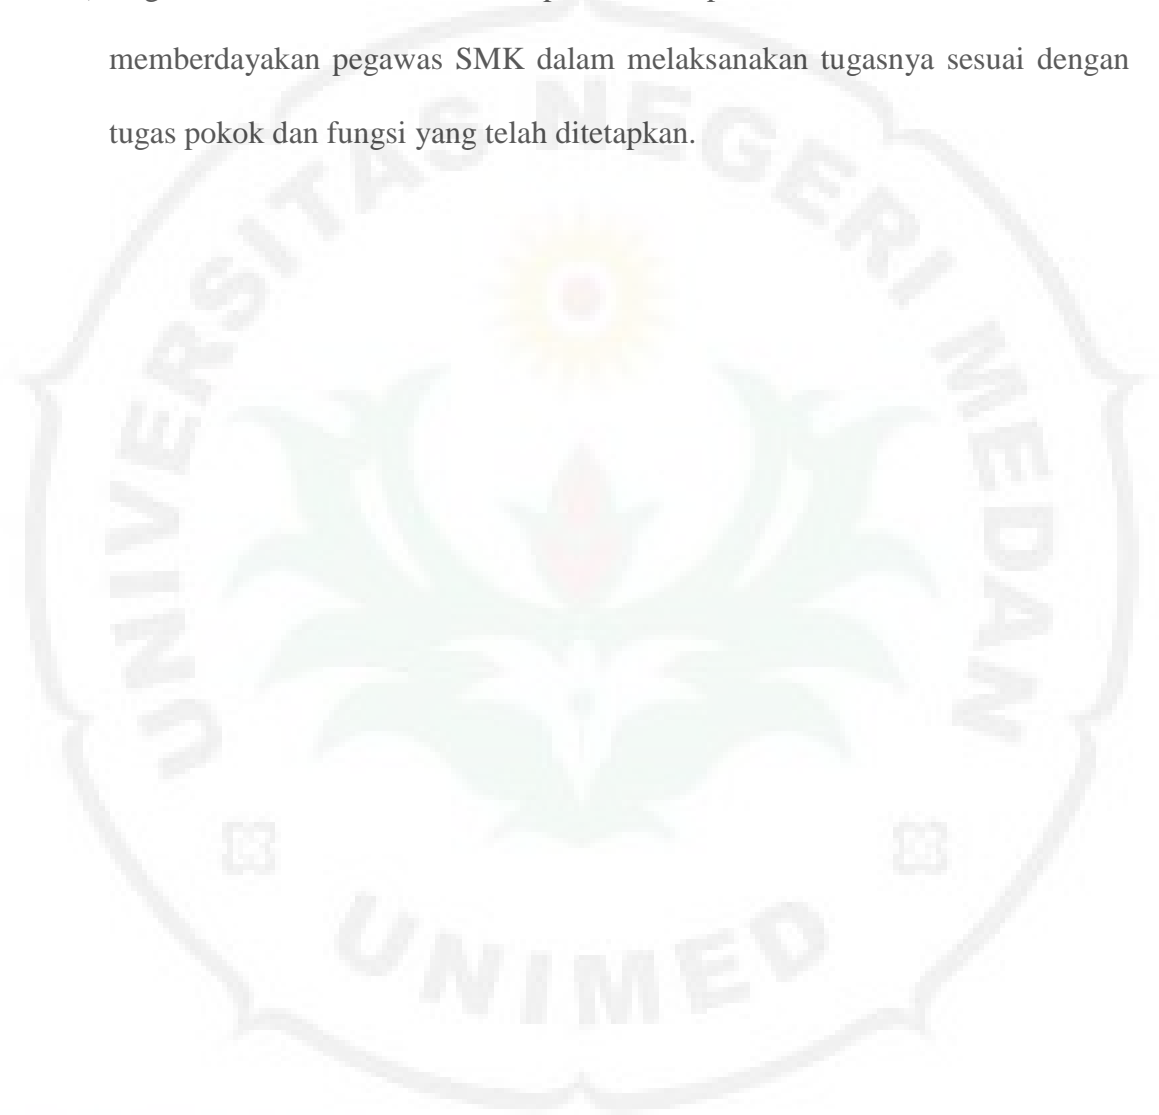 memberdayakan pegawas SMK dalam melaksanakan tugasnya sesuai dengan
tugas pokok dan fungsi yang telah ditetapkan.
UNIVERSITAS NEGERI MEDAN
UNIMED